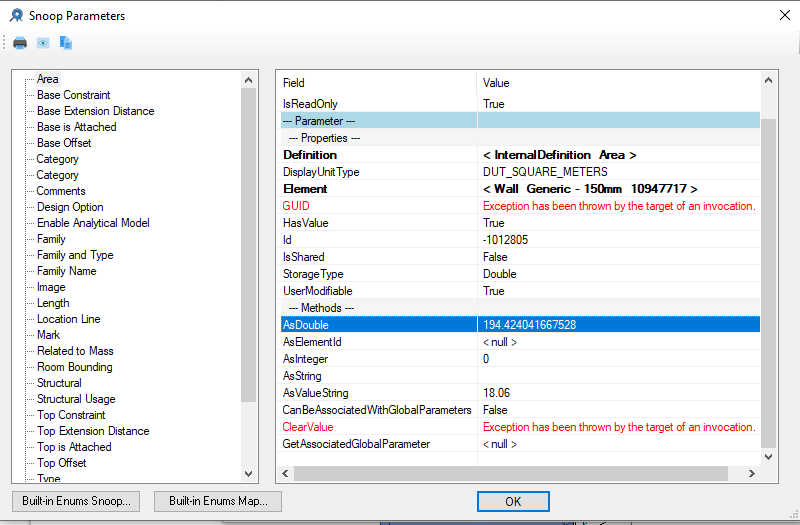 Snoop Parameters
Area
Base Constraint
Base Extension Distance
Base is Attached
Base Offset
Category
Category
Comments
Design Option
Enable Analytical Model
Family
Family and Type
Family Name
Image
Length
Location Line
Mark
Related to Mass
Room Bounding
Structural
Structural Usage
Top Constraint
Top Extension Distance
Top is Attached
Top Offset
Type
Field Value
IsReadOnly True
--- Parameter ---
--- Properties ---
Definition < InternalDefinition Area >
DisplayUnitType DUT_SQUARE_METERS
Element < Wall Generic - 150mm 10947717 >
GUID Exception has been thrown by the target of an invocation.
HasValue True
Id -1012805
IsShared False
StorageType Double
UserModifiable True
--- Methods ---
AsDouble 194.424041667528
AsElementId < null >
AsInteger 0
AsString
AsValueString 18.06
CanBeAssociatedWithGlobalParameters False
ClearValue Exception has been thrown by the target of an invocation.
GetAssociatedGlobalParameter < null >
Built-in Enums Snoop... Built-in Enums Map... OK